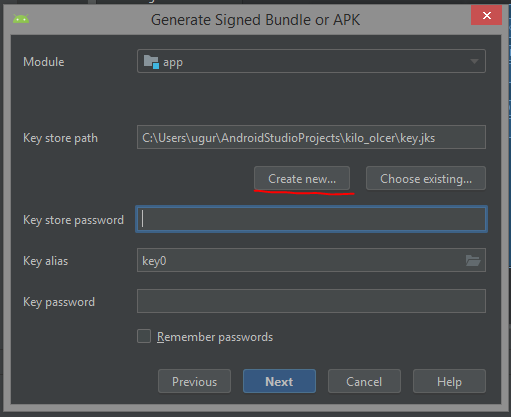 Generate Signed Bundle or APK
Module
app
Key store path
C:\Users\ugur\AndroidStudioProjects\kilo_olcer\key.jks
Create new...
Choose existing...
Key store password
Key alias
key0
Key password
Remember passwords
Previous
Next
Cancel
Help